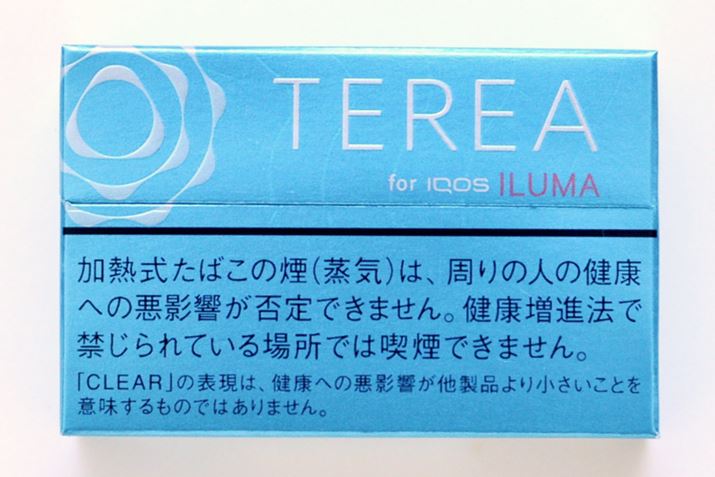 TEREA
for IQOS ILUMA
加熱式たばこの煙(蒸気)は、周りの人の健康
への悪影響が否定できません。健康増進法で
禁じられている場所では喫煙できません。
「CLEAR」の表現は、健康への悪影響が他製品より小さいことを
意味するものではありません。